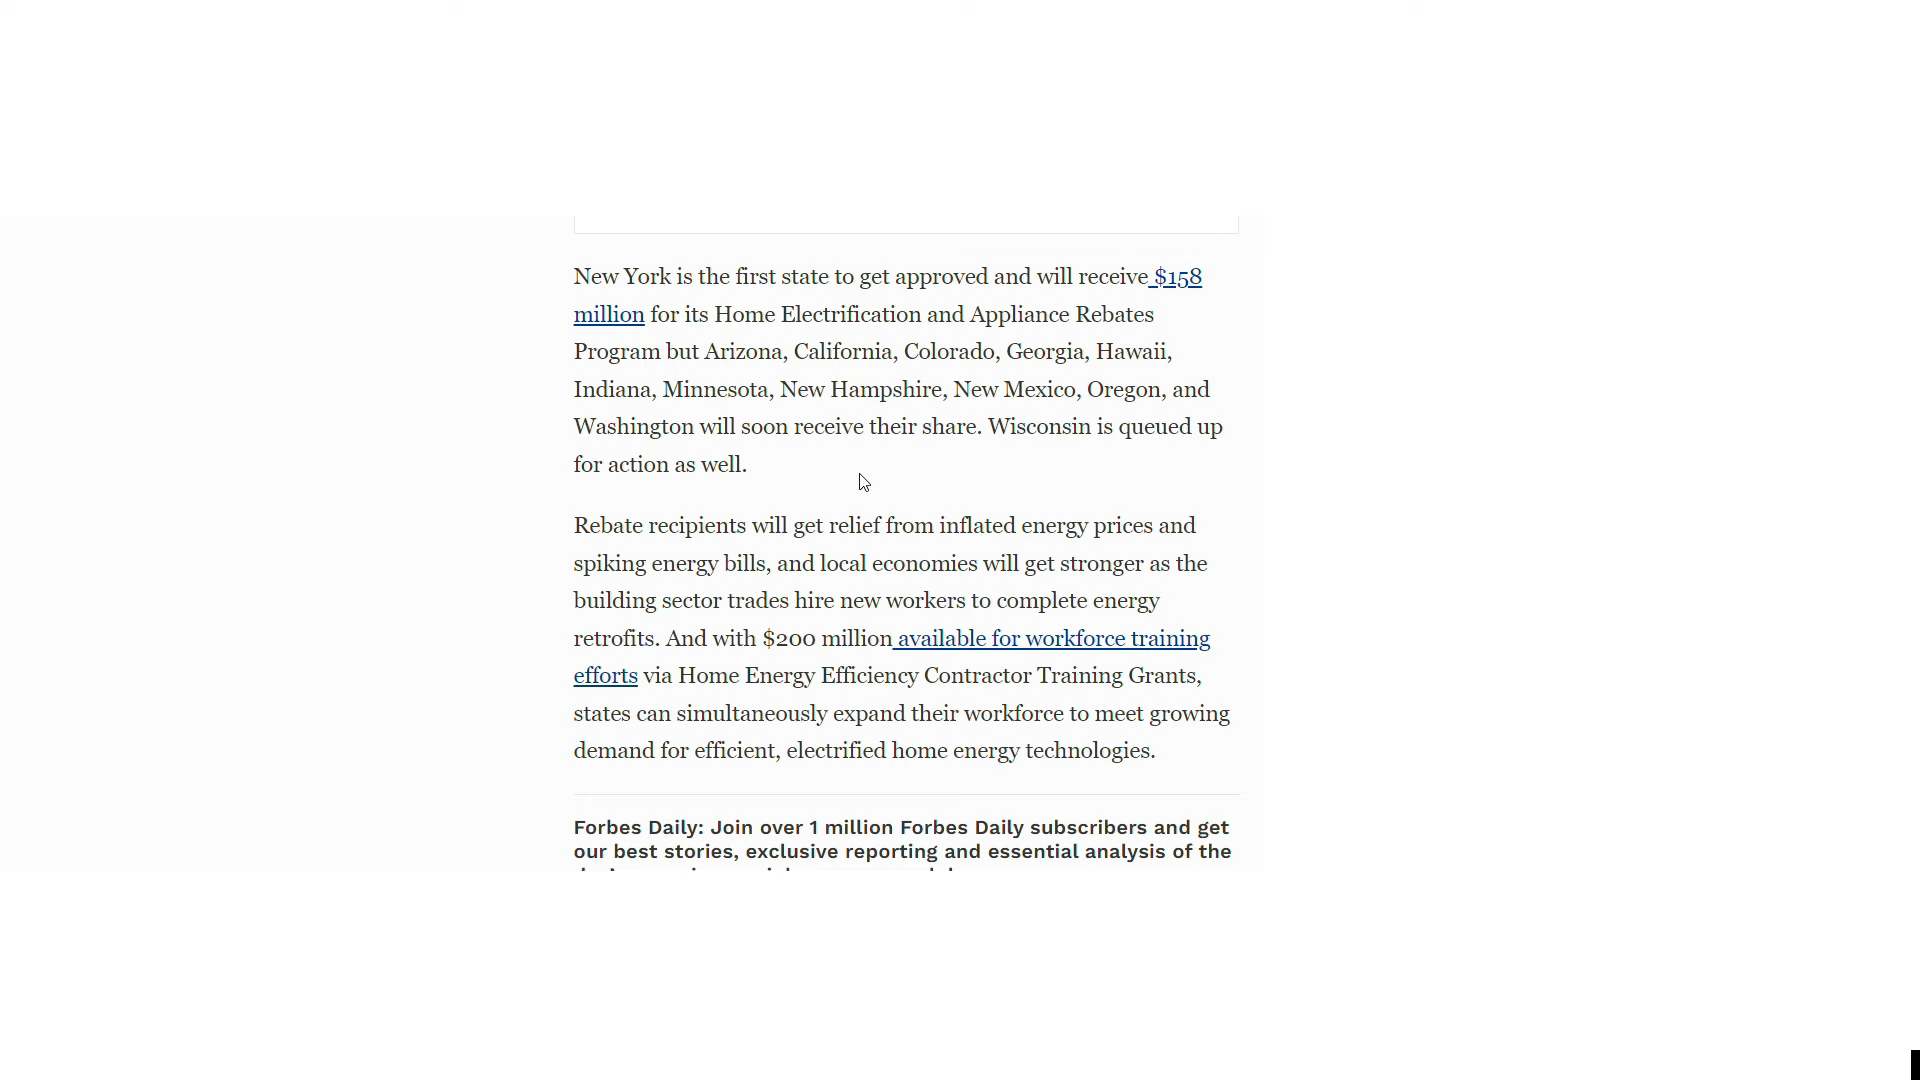 New York is the first state to get approved and will receive $158
million for its Home Electrification and Appliance Rebates
Program but Arizona, California, Colorado, Georgia, Hawaii,
Indiana, Minnesota, New Hampshire, New Mexico, Oregon, and
Washington will soon receive their share. Wisconsin is queued up
for action as well.
Rebate recipients will get relief from inflated energy prices and
spiking energy bills, and local economies will get stronger as the
building sector trades hire new workers to complete energy
retrofits. And with $200 million available for workforce training
efforts via Home Energy Efficiency Contractor Training Grants,
states can simultaneously expand their workforce to meet growing
demand for efficient, electrified home energy technologies.
Forbes Daily: Join over 1 million Forbes Daily subscribers and get
our best stories, exclusive reporting and essential analysis of the